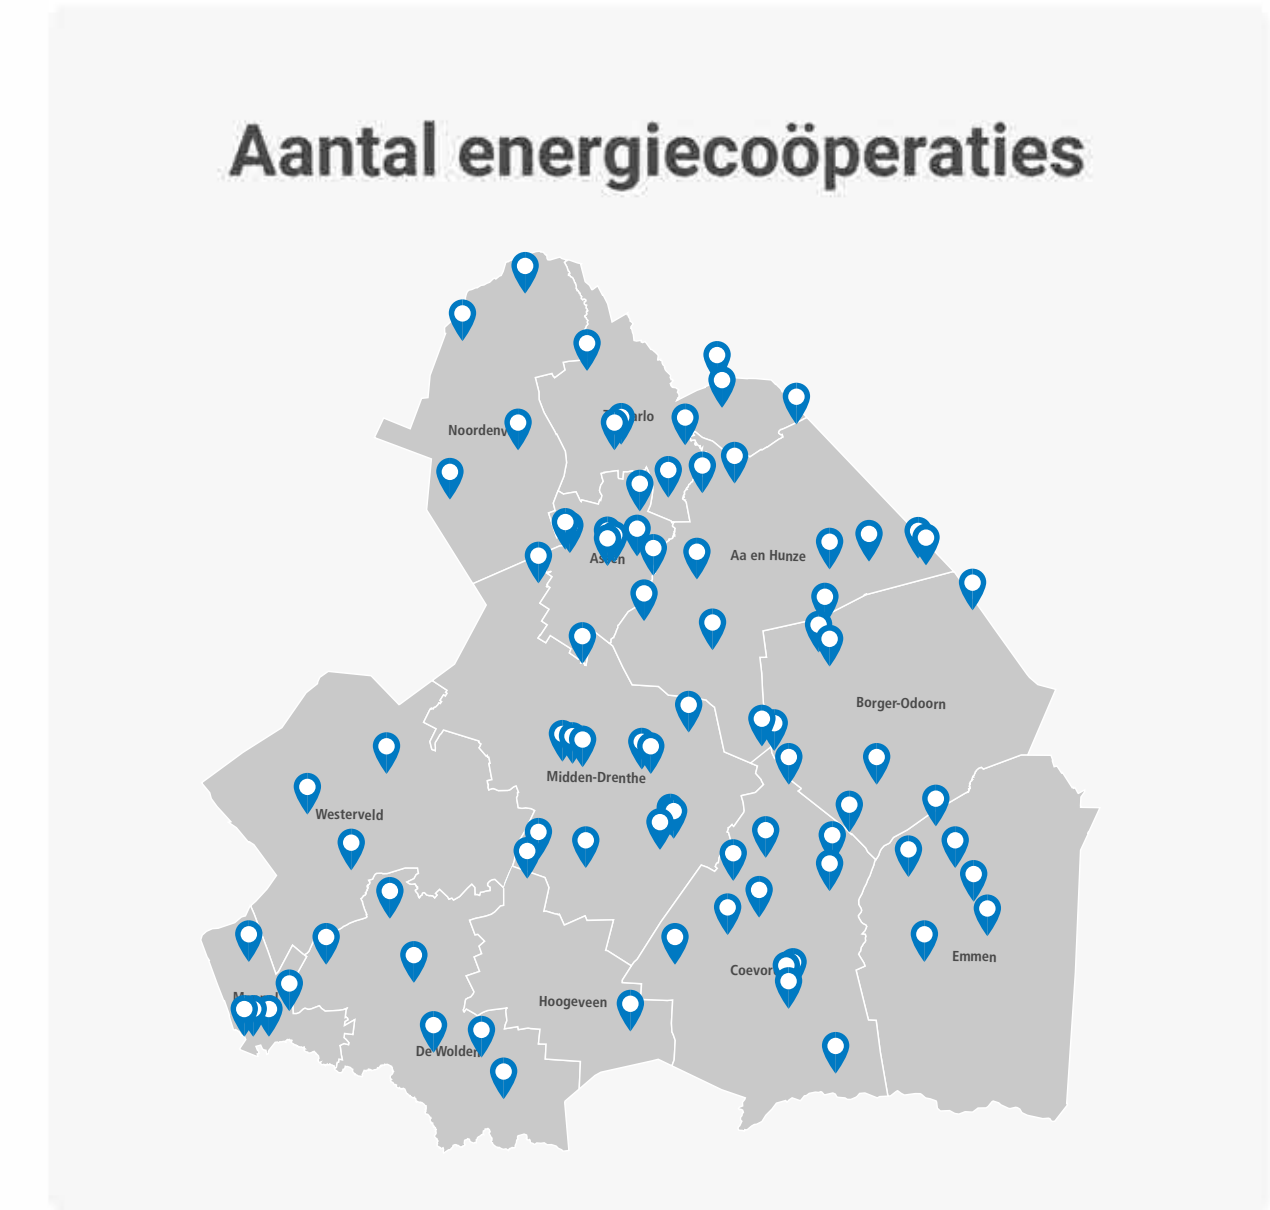 Aantal energiecoöperaties
Aa en Hunze
Borger-Odoorn
Midden-Drenthe
Westerveld
Emmen
Hoogeveen
De Wolden